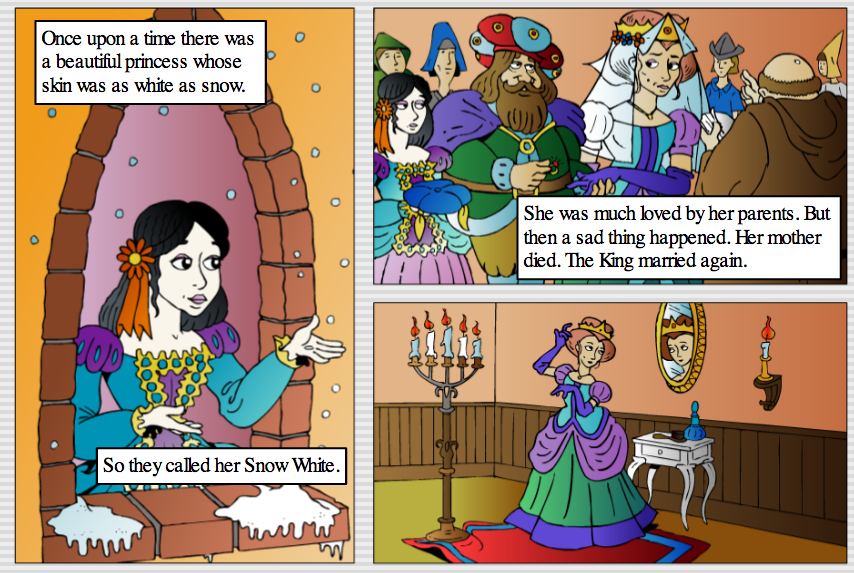 Once upon a time there was
a beautiful princess whose
skin was as white as snow.
So they called her Snow White.
She was much loved by her parents. But
then a sad thing happened. Her mother
died. The King married again.